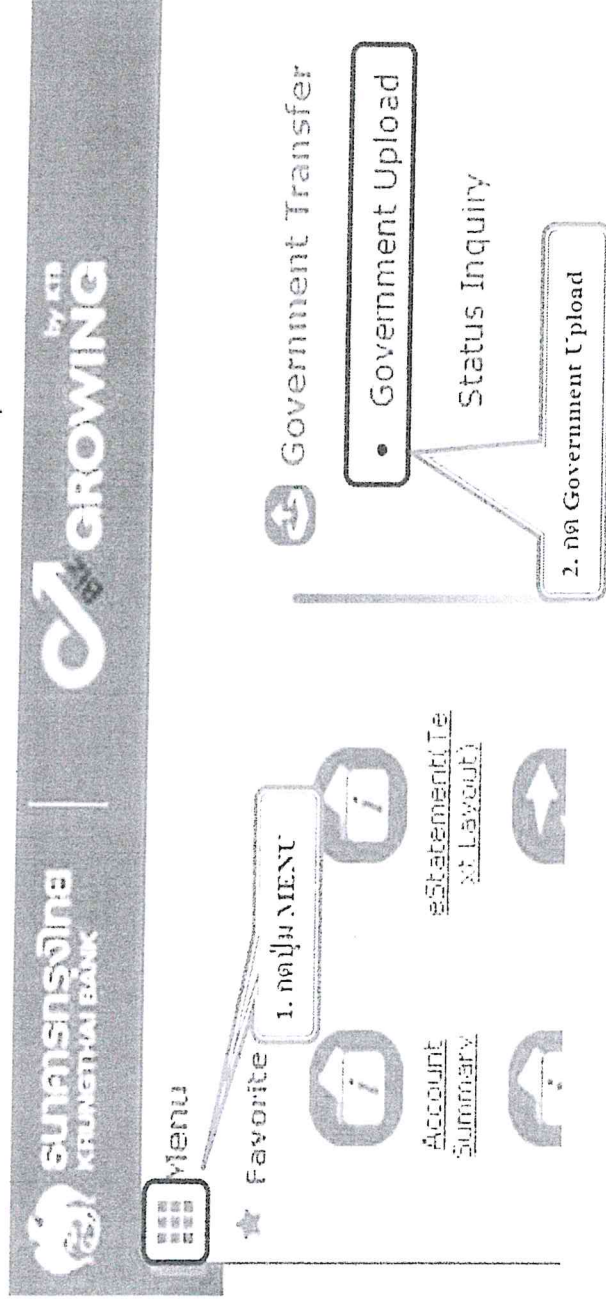 ธนาคารกรุงไทย
KRUNGTHAI BANK
Biz GROWING
by KTB
Menu
Favorite
1. กดปุ่ม MENU
Account
Summary
eStatement(Te
xt Layout)
Government Transfer
• Government Upload
Status Inquiry
2. กด Government Upload